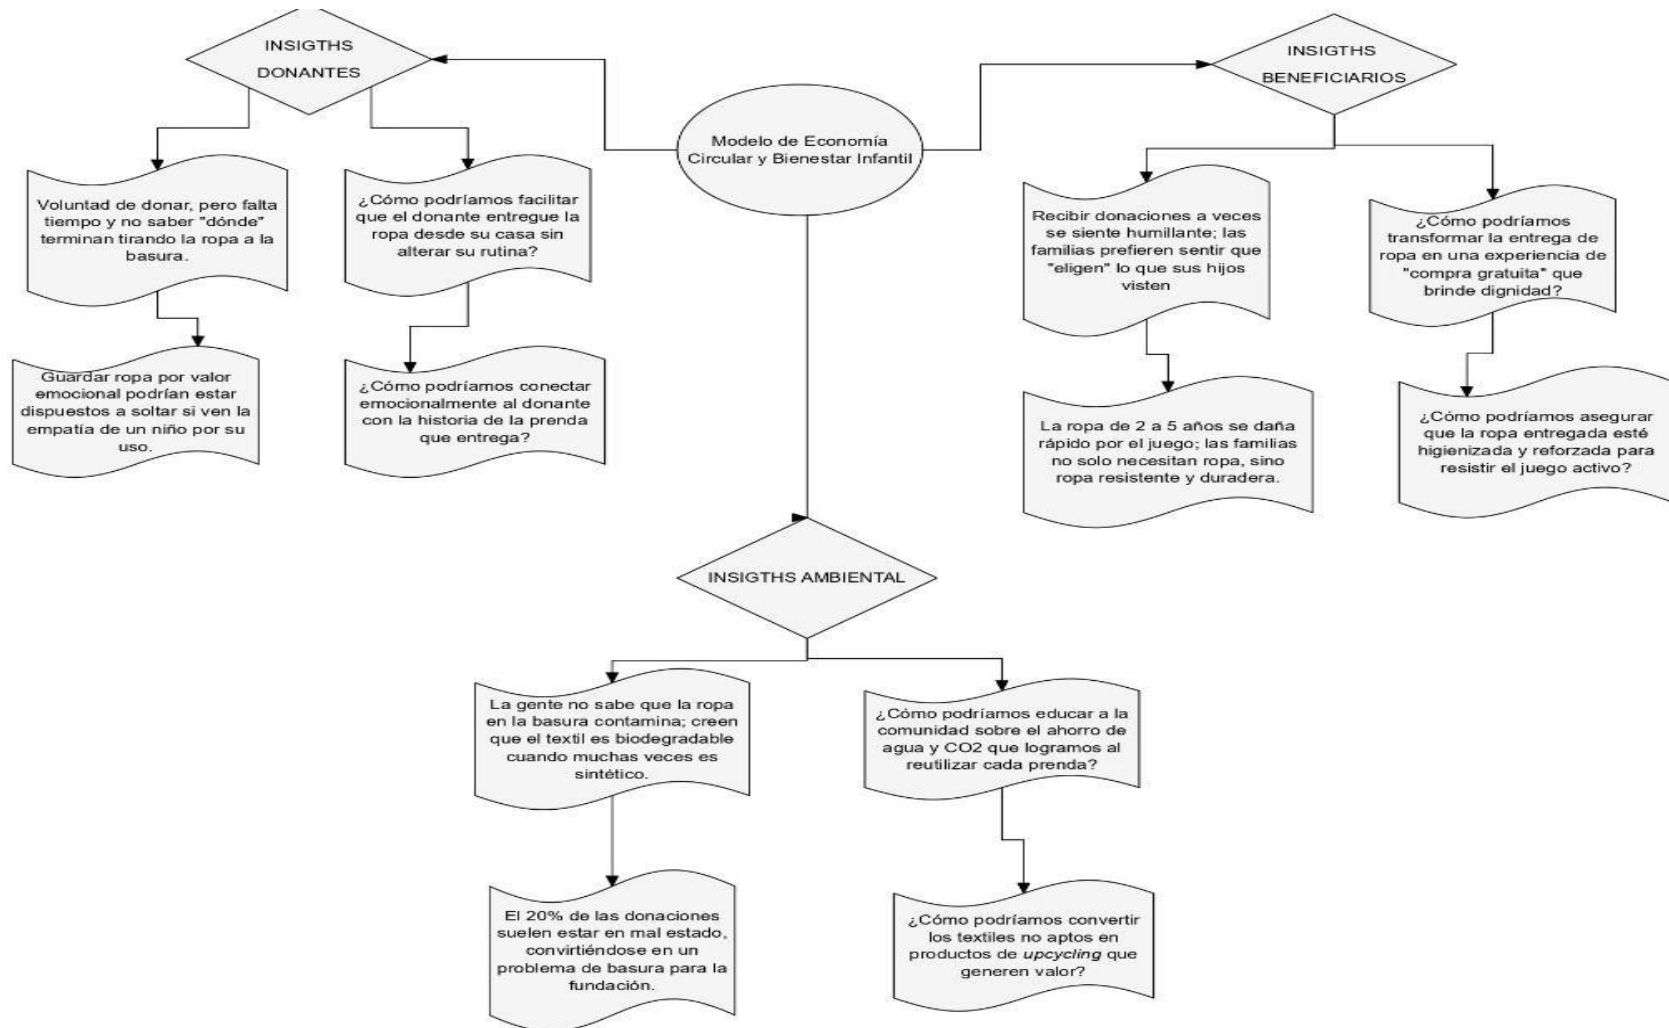 INSIGTHS
DONANTES
INSIGTHS
BENEFICIARIOS
Modelo de Economía
Circular y Bienestar Infantil
Voluntad de donar, pero falta
tiempo y no saber "dónde"
terminan tirando la ropa a la
basura.
¿Cómo podríamos facilitar
que el donante entregue la
ropa desde su casa sin
alterar su rutina?
Recibir donaciones a veces
se siente humillante; las
familias prefieren sentir que
"eligen" lo que sus hijos
visten
¿Cómo podríamos
transformar la entrega de
ropa en una experiencia de
"compra gratuita" que
brinde dignidad?
Guardar ropa por valor
emocional podrían estar
dispuestos a soltar si ven la
empatía de un niño por su
uso.
¿Cómo podríamos conectar
emocionalmente al donante
con la historia de la prenda
que entrega?
La ropa de 2 a 5 años se daña
rápido por el juego; las familias
no solo necesitan ropa, sino
ropa resistente y duradera.
¿Cómo podríamos asegurar
que la ropa entregada esté
higienizada y reforzada para
resistir el juego activo?
INSIGTHS AMBIENTAL
La gente no sabe que la ropa
en la basura contamina; creen
que el textil es biodegradable
cuando muchas veces es
sintético.
¿Cómo podríamos educar a la
comunidad sobre el ahorro de
agua y CO2 que logramos al
reutilizar cada prenda?
El 20% de las donaciones
suelen estar en mal estado,
convirtiéndose en un
problema de basura para la
fundación.
¿Cómo podríamos convertir
los textiles no aptos en
productos de upcycling que
generen valor?